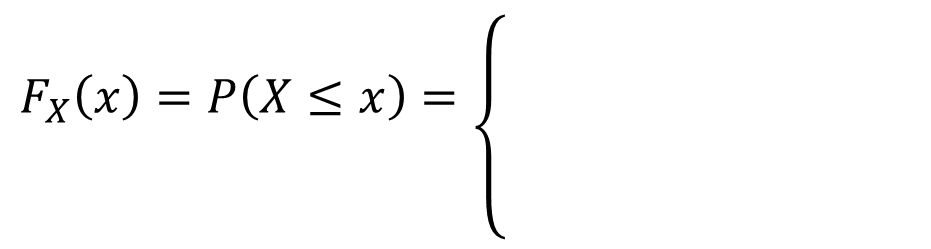 F_X(x) = P(X ≤ x) = {